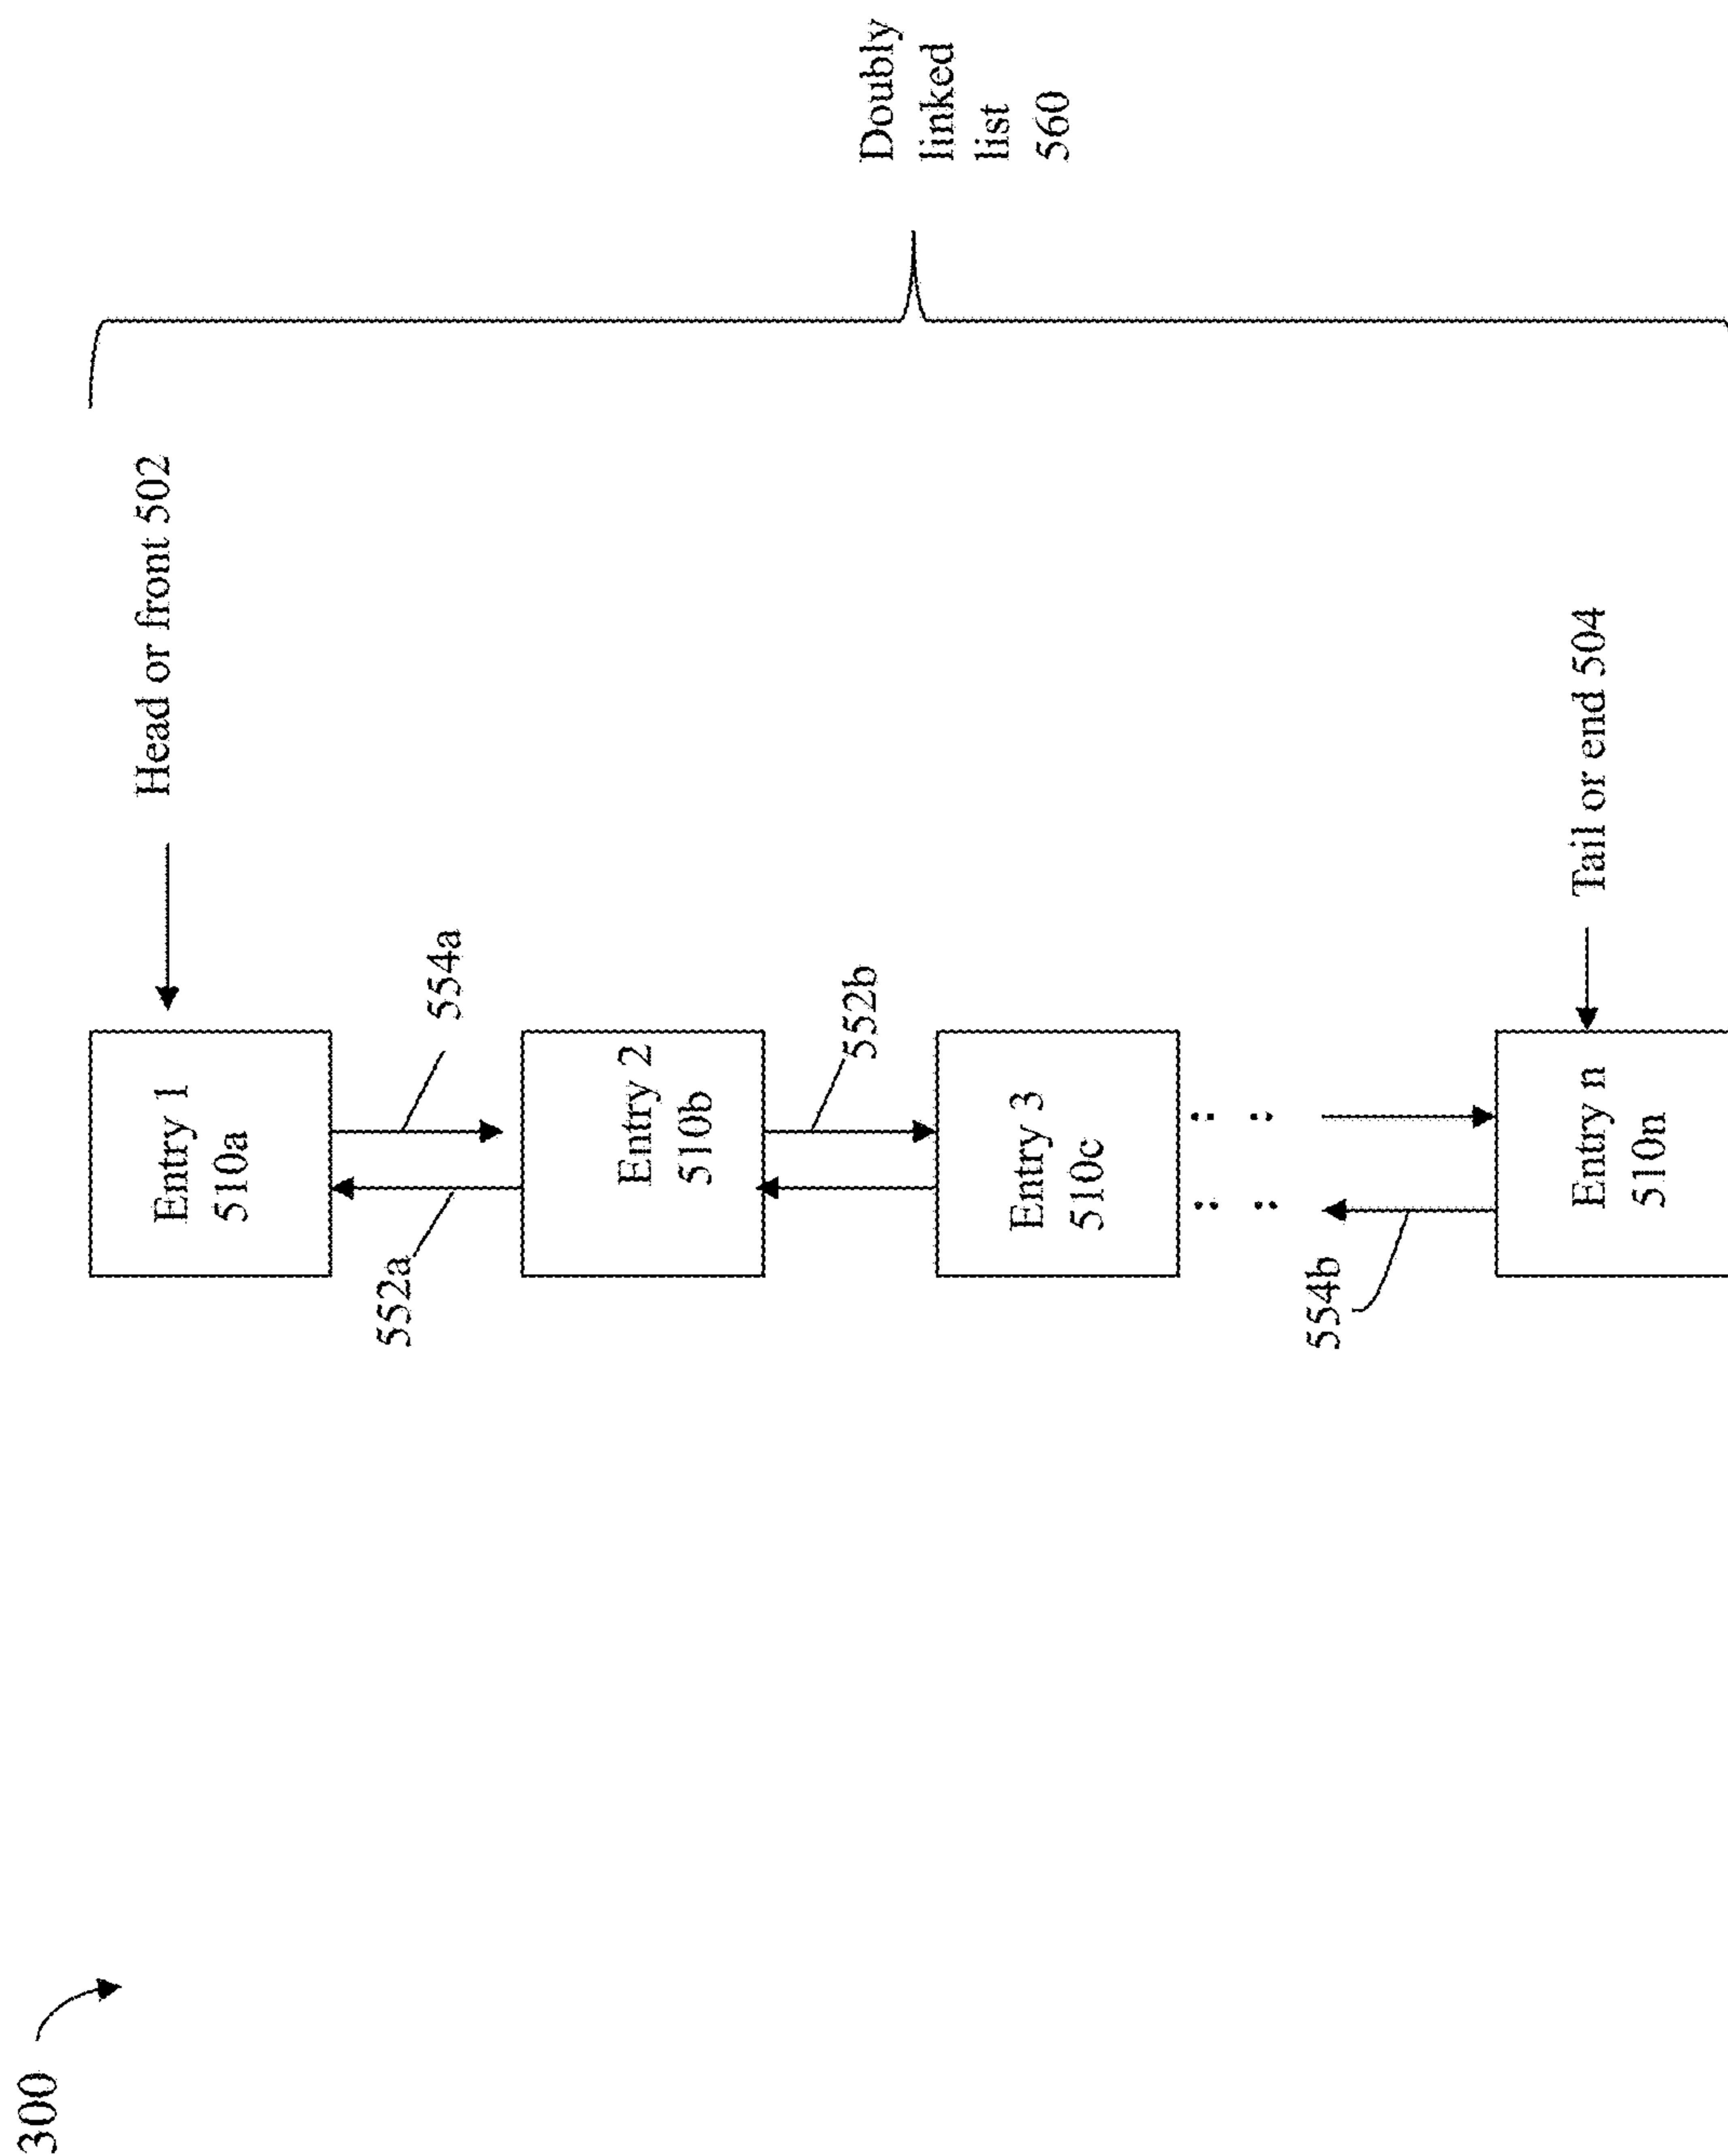 300
Entry 1
510a
Head or front 502
552a
554a
Entry 2
510b
552b
Entry 3
510c
Doubly
linked
list
560
554b
Entry n
510n
Tail or end 504